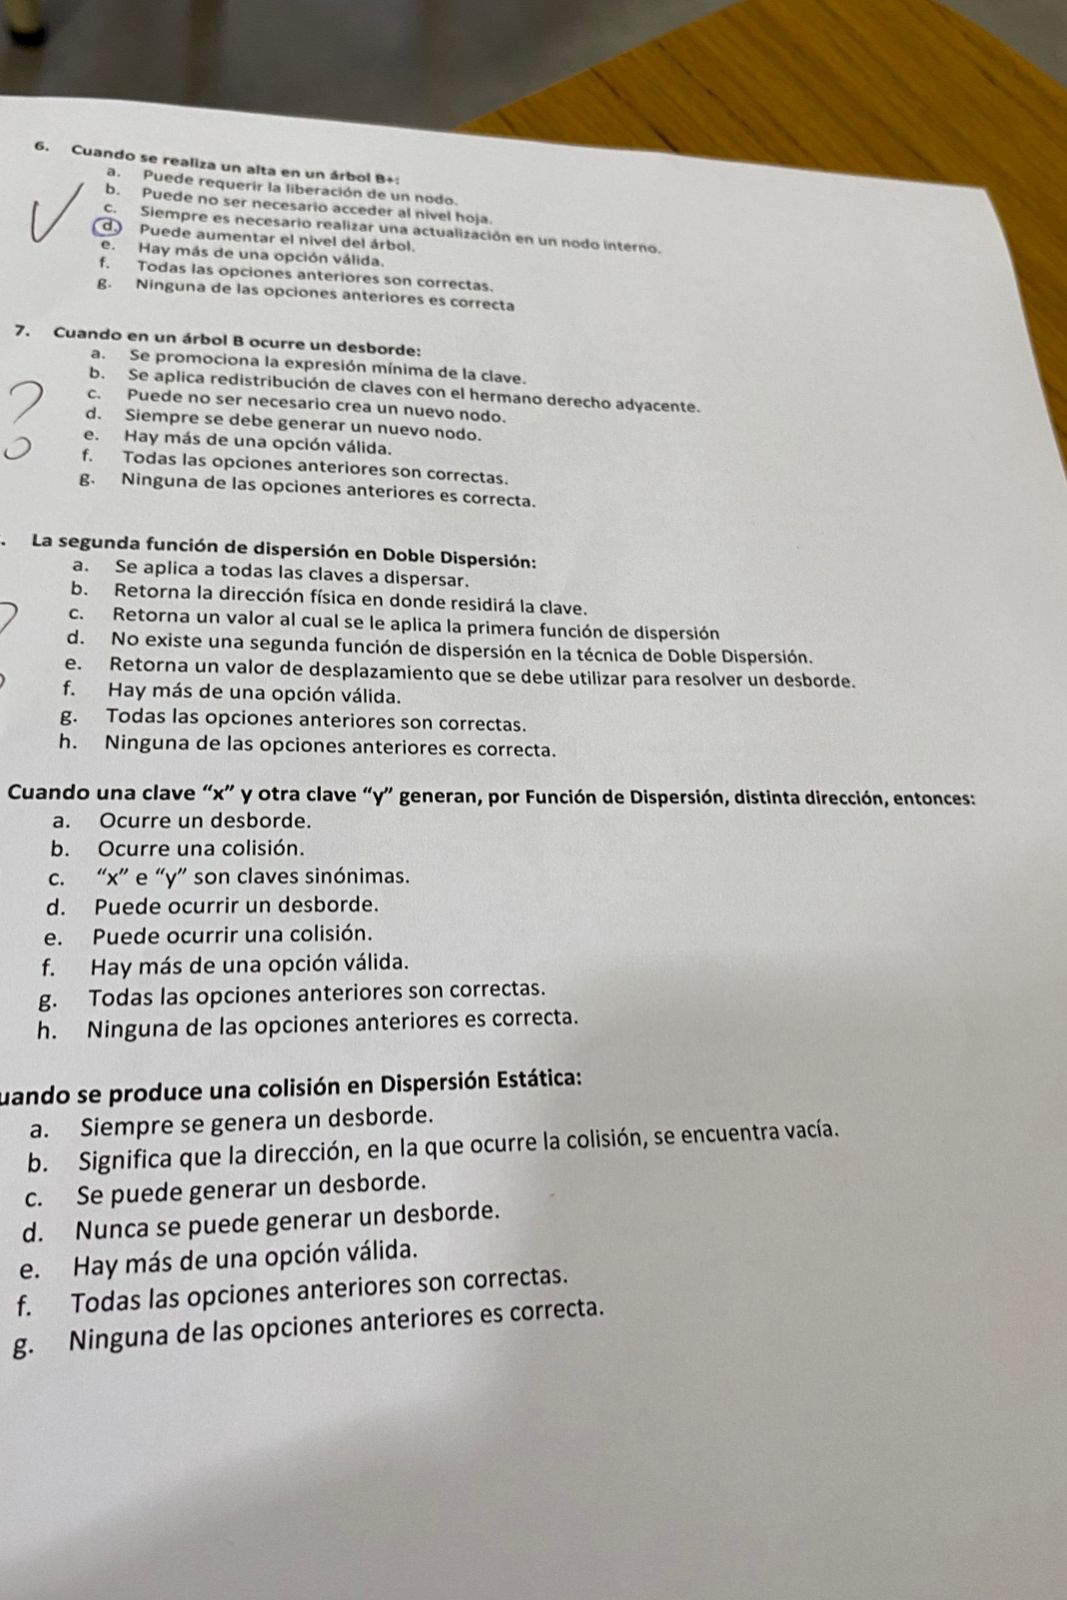 6. Cuando se realiza un alta en un árbol B+:
a. Puede requerir la liberación de un nodo.
b. Puede no ser necesario acceder al nivel hoja.
c. Siempre es necesario realizar una actualización en un nodo interno.
d. Puede aumentar el nivel del árbol.
e. Hay más de una opción válida.
f. Todas las opciones anteriores son correctas.
g. Ninguna de las opciones anteriores es correcta
7. Cuando en un árbol B ocurre un desborde:
a. Se promociona la expresión mínima de la clave.
b. Se aplica redistribución de claves con el hermano derecho adyacente.
c. Puede no ser necesario crea un nuevo nodo.
d. Siempre se debe generar un nuevo nodo.
e. Hay más de una opción válida.
f. Todas las opciones anteriores son correctas.
g. Ninguna de las opciones anteriores es correcta.
. La segunda función de dispersión en Doble Dispersión:
a. Se aplica a todas las claves a dispersar.
b. Retorna la dirección física en donde residirá la clave.
c. Retorna un valor al cual se le aplica la primera función de dispersión
d. No existe una segunda función de dispersión en la técnica de Doble Dispersión.
e. Retorna un valor de desplazamiento que se debe utilizar para resolver un desborde.
f. Hay más de una opción válida.
g. Todas las opciones anteriores son correctas.
h. Ninguna de las opciones anteriores es correcta.
Cuando una clave “x” y otra clave “y” generan, por Función de Dispersión, distinta dirección, entonces:
a. Ocurre un desborde.
b. Ocurre una colisión.
c. “x” e “y” son claves sinónimas.
d. Puede ocurrir un desborde.
e. Puede ocurrir una colisión.
f. Hay más de una opción válida.
g. Todas las opciones anteriores son correctas.
h. Ninguna de las opciones anteriores es correcta.
uando se produce una colisión en Dispersión Estática:
a. Siempre se genera un desborde.
b. Significa que la dirección, en la que ocurre la colisión, se encuentra vacía.
c. Se puede generar un desborde.
d. Nunca se puede generar un desborde.
e. Hay más de una opción válida.
f. Todas las opciones anteriores son correctas.
g. Ninguna de las opciones anteriores es correcta.